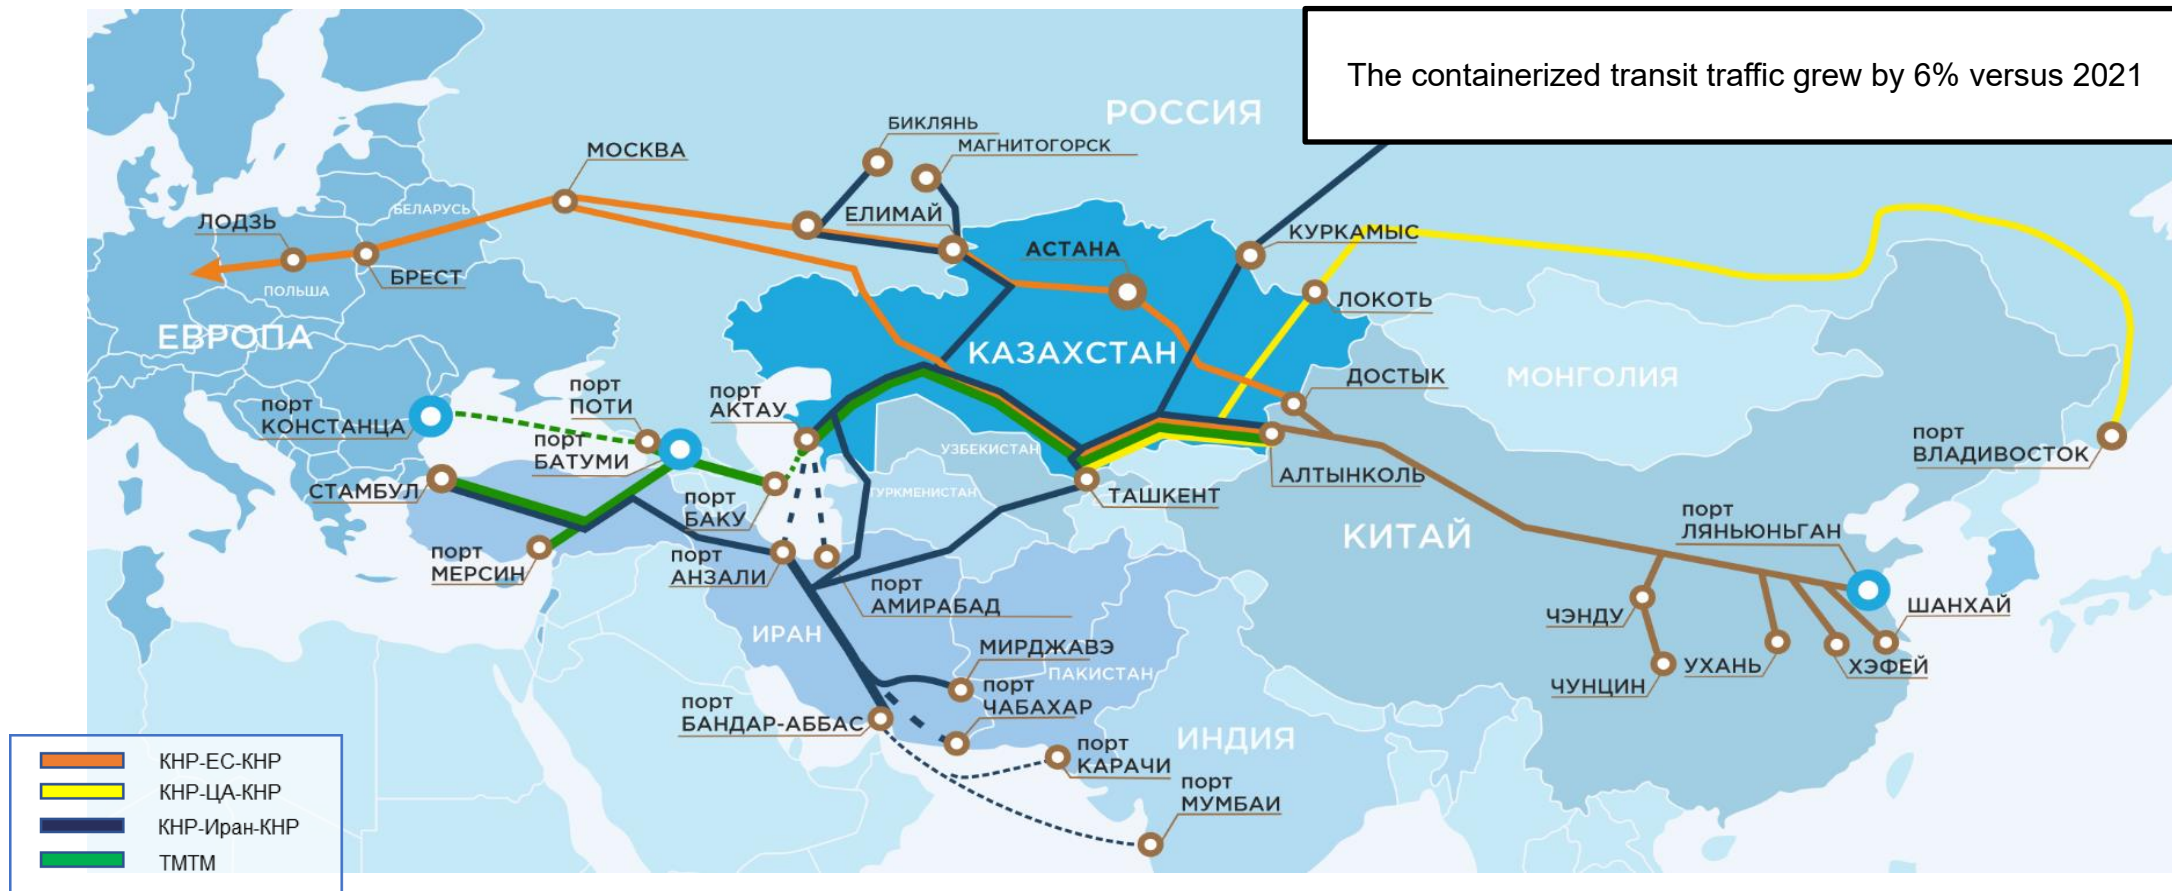 The containerized transit traffic grew by 6% versus 2021
РОССИЯ
БИКЛЯНЬ
МАГНИТОГОРСК
МОСКВА
ЕЛИМАЙ
БЕЛАРУСЬ
ЛОДЗЬ
АСТАНА
КУРКАМЫС
БРЕСТ
ПОЛЬША
ЛОКОТЬ
ЕВРОПА
КАЗАХСТАН
ДОСТЫК
МОНГОЛИЯ
порт
ПОТИ
порт
АКТАУ
порт
КОНСТАНЦА
порт
БАТУМИ
УЗБЕКИСТАН
порт
ВЛАДИВОСТОК
АЛТЫНКОЛЬ
СТАМБУЛ
ТУРКМЕНИСТАН
ТАШКЕНТ
порт
БАКУ
порт
ЛЯНЬЮНЬГАН
КИТАЙ
порт
МЕРСИН
порт
АНЗАЛИ
порт
АМИРАБАД
ШАНХАЙ
ЧЭНДУ
ИРАН
МИРДЖАВЭ
ПАКИСТАН
УХАНЬ
ХЭФЕЙ
ЧУНЦИН
порт
ЧАБАХАР
порт
БАНДАР-АББАС
ИНДИЯ
порт
КАРАЧИ
порт
МУМБАИ
КНР-ЕС-КНР
КНР-ЦА-КНР
КНР-Иран-КНР
ТМТМ